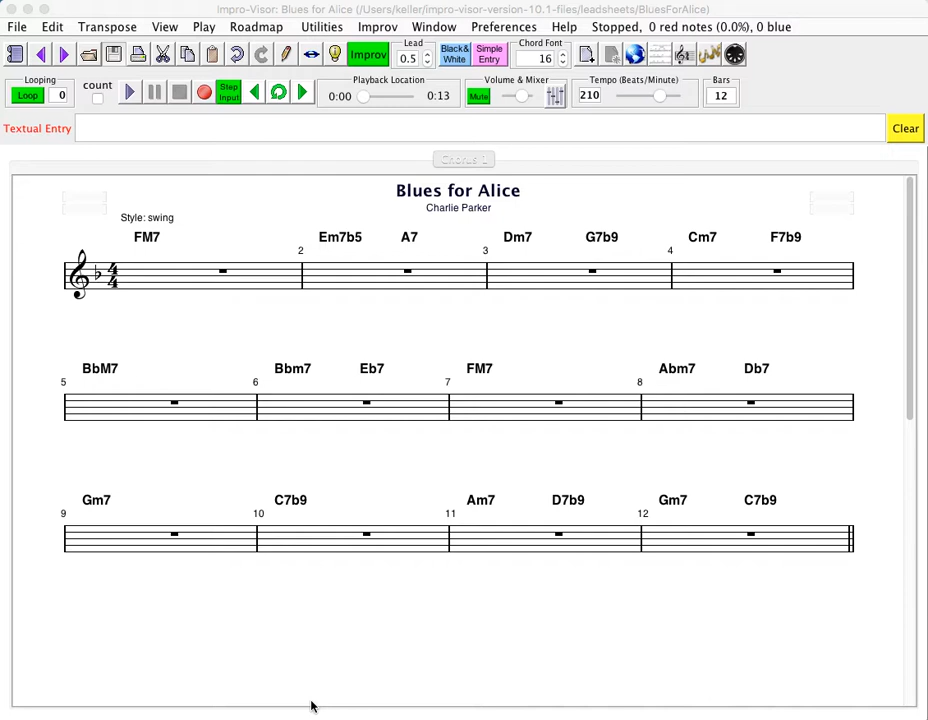 Impro-Visor: Blues for Alice (/Users/keller/impro-visor-version-10.1-files/leadsheets/BluesForAlice)
File Edit Transpose View Play Roadmap Utilities Improv Window Preferences Help Stopped, 0 red notes (0.0%), 0 blue
Improv Lead 0.5 Black& White Simple Entry Chord Font 16
Looping Loop 0 count Step Input Playback Location 0:00 0:13 Volume & Mixer Mute Tempo (Beats/Minute) 210 Bars 12
Textual Entry Clear
Chorus 1
Blues for Alice
Charlie Parker
Style: swing
FM7 Em7b5 A7 Dm7 G7b9 Cm7 F7b9
2 3 4
4
4
BbM7 Bbm7 Eb7 FM7 Abm7 Db7
5 6 7 8
Gm7 C7b9 Am7 D7b9 Gm7 C7b9
9 10 11 12